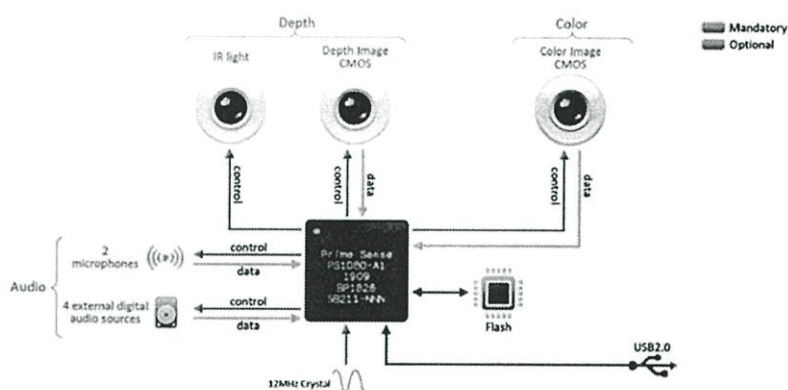 Depth
Color
Mandatory
Optional
IR light
Depth Image
CMOS
Color Image
CMOS
control
control
data
control
data
Prime Sense
PS1080-A1
1909
BP1828
SB211-NNN
Audio
2
microphones
control
data
4 external digital
audio sources
control
data
Flash
USB2.0
12MHz Crystal